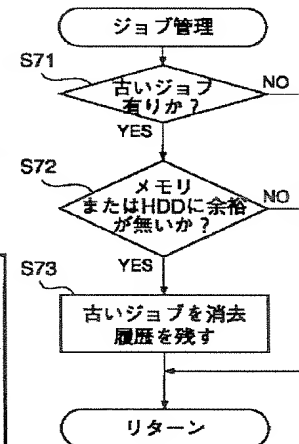 ジョブ管理
S71
古いジョブ
有りか？
NO
YES
S72
メモリ
またはHDDに余裕
が無いか？
NO
YES
S73
古いジョブを消去
履歴を残す
リターン